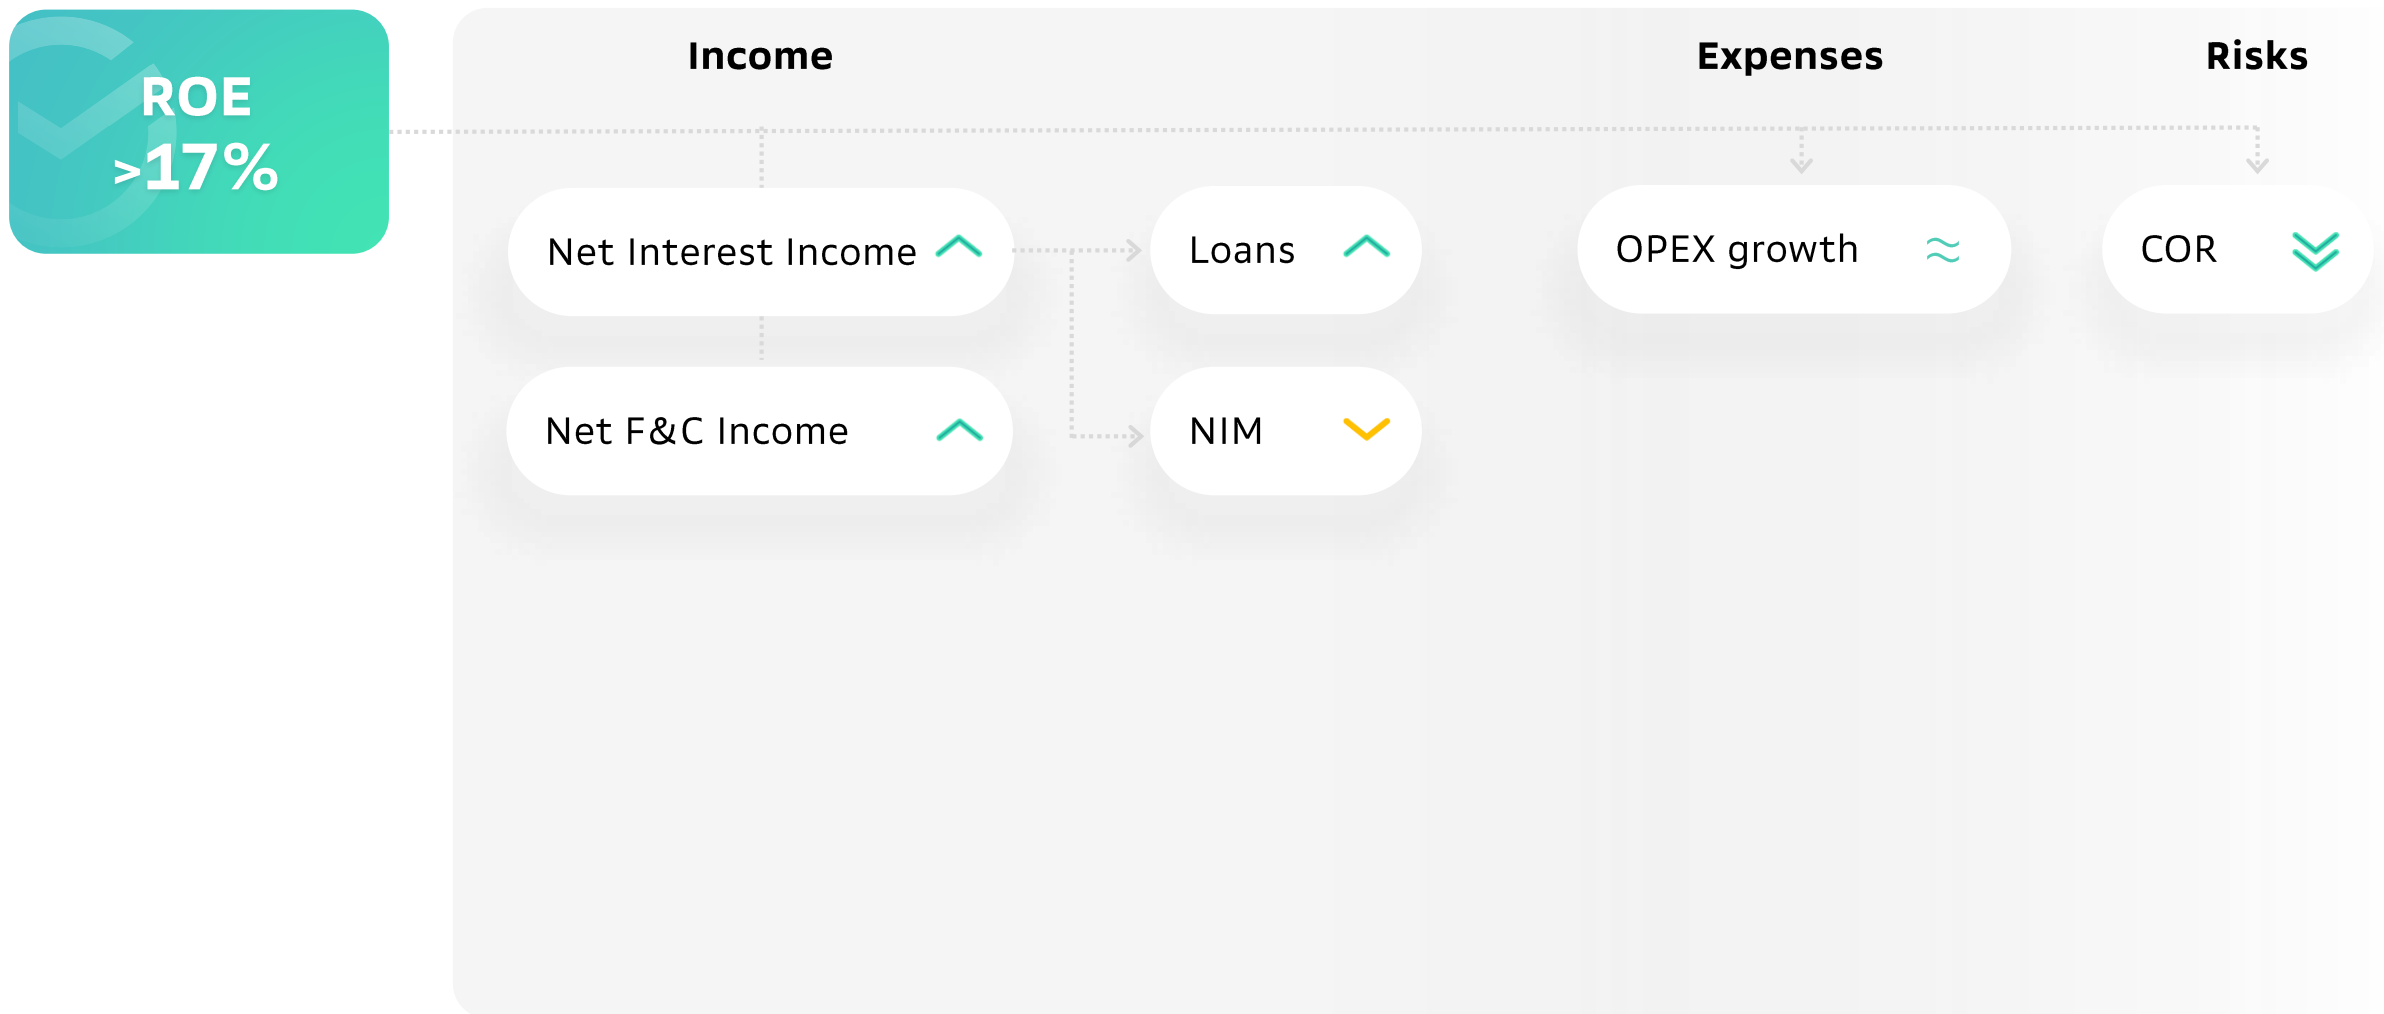 ROE
>17%
Income
Expenses
Risks
Net Interest Income
Loans
OPEX growth ≈
COR
Net F&C Income
NIM